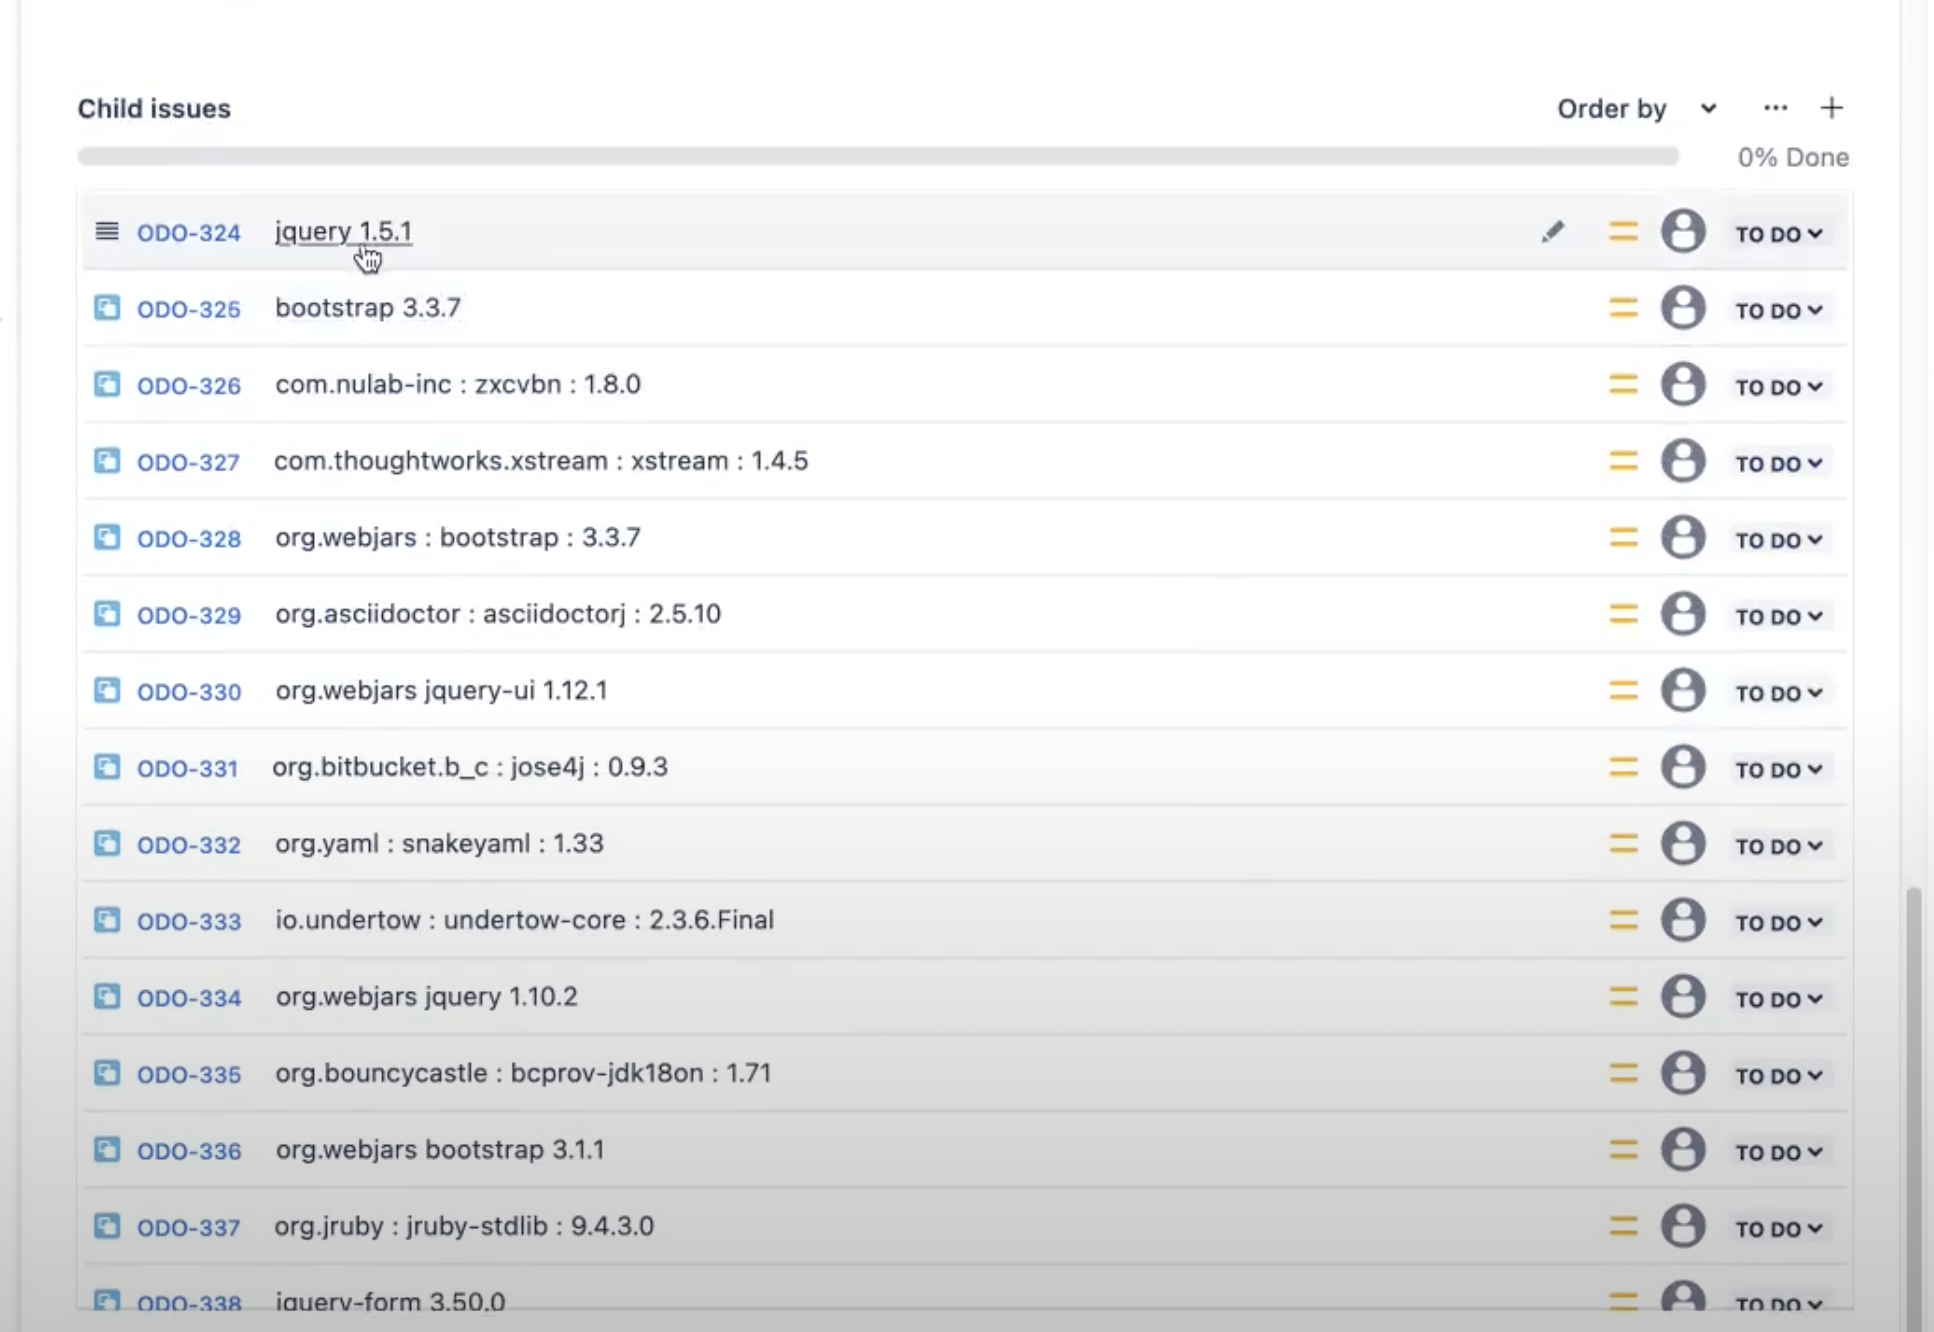 Child issues Order by ... +
0% Done
ODO-324 jquery 1.5.1 TO DO
ODO-325 bootstrap 3.3.7 TO DO
ODO-326 com.nulab-inc : zxcvbn : 1.8.0 TO DO
ODO-327 com.thoughtworks.xstream : xstream : 1.4.5 TO DO
ODO-328 org.webjars : bootstrap : 3.3.7 TO DO
ODO-329 org.asciidoctor : asciidoctorj : 2.5.10 TO DO
ODO-330 org.webjars jquery-ui 1.12.1 TO DO
ODO-331 org.bitbucket.b_c : jose4j : 0.9.3 TO DO
ODO-332 org.yaml : snakeyaml : 1.33 TO DO
ODO-333 io.undertow : undertow-core : 2.3.6.Final TO DO
ODO-334 org.webjars jquery 1.10.2 TO DO
ODO-335 org.bouncycastle : bcprov-jdk18on : 1.71 TO DO
ODO-336 org.webjars bootstrap 3.1.1 TO DO
ODO-337 org.jruby : jruby-stdlib : 9.4.3.0 TO DO
ODO-338 jquery-form 3.50.0 TO DO